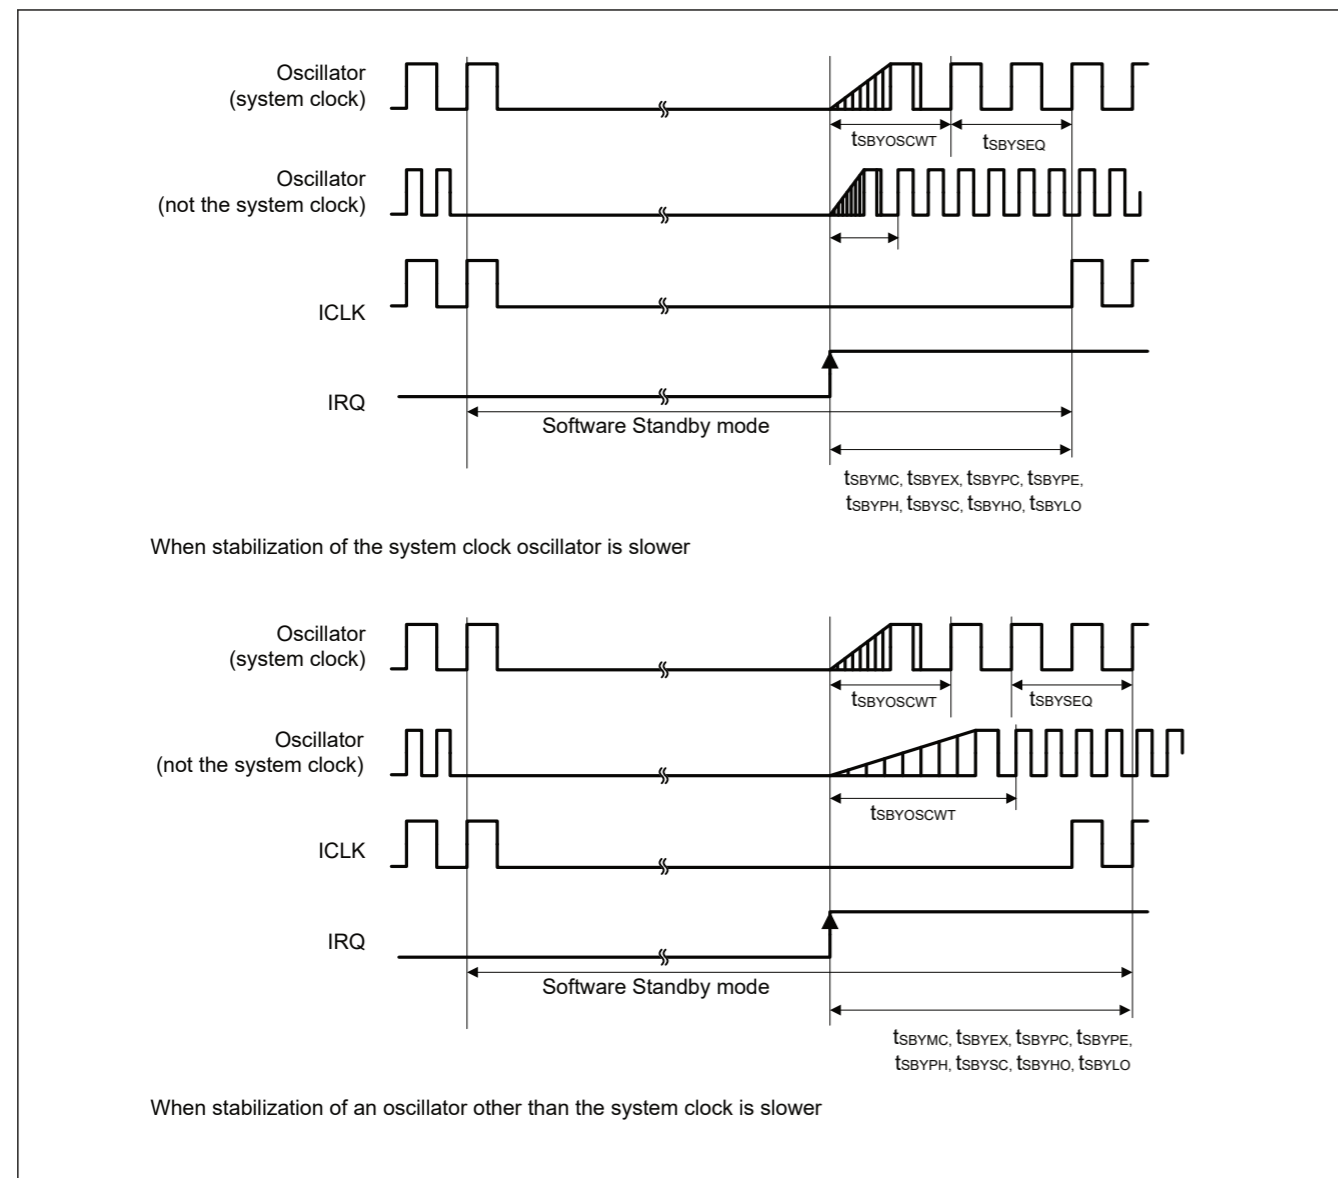 Oscillator
(system clock)
tSBYOSCWT
tSBYSEQ
Oscillator
(not the system clock)
ICLK
IRQ
Software Standby mode
tSBYMC, tSBYEX, tSBYPC, tSBYPE,
tSBYPH, tSBYSC, tSBYHO, tSBYLO
When stabilization of the system clock oscillator is slower
Oscillator
(system clock)
tSBYOSCWT
tSBYSEQ
Oscillator
(not the system clock)
tSBYOSCWT
ICLK
IRQ
Software Standby mode
tSBYMC, tSBYEX, tSBYPC, tSBYPE,
tSBYPH, tSBYSC, tSBYHO, tSBYLO
When stabilization of an oscillator other than the system clock is slower